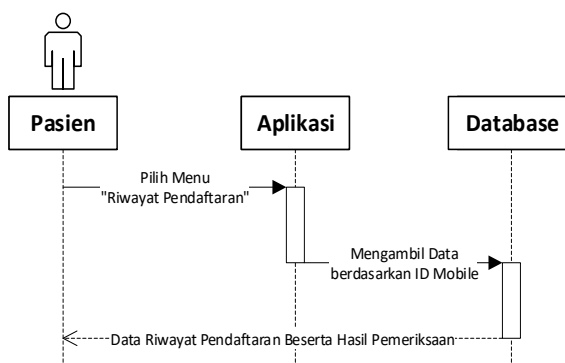 Pasien
Aplikasi
Database
Pilih Menu
"Riwayat Pendaftaran"
Mengambil Data
berdasarkan ID Mobile
Data Riwayat Pendaftaran Beserta Hasil Pemeriksaan